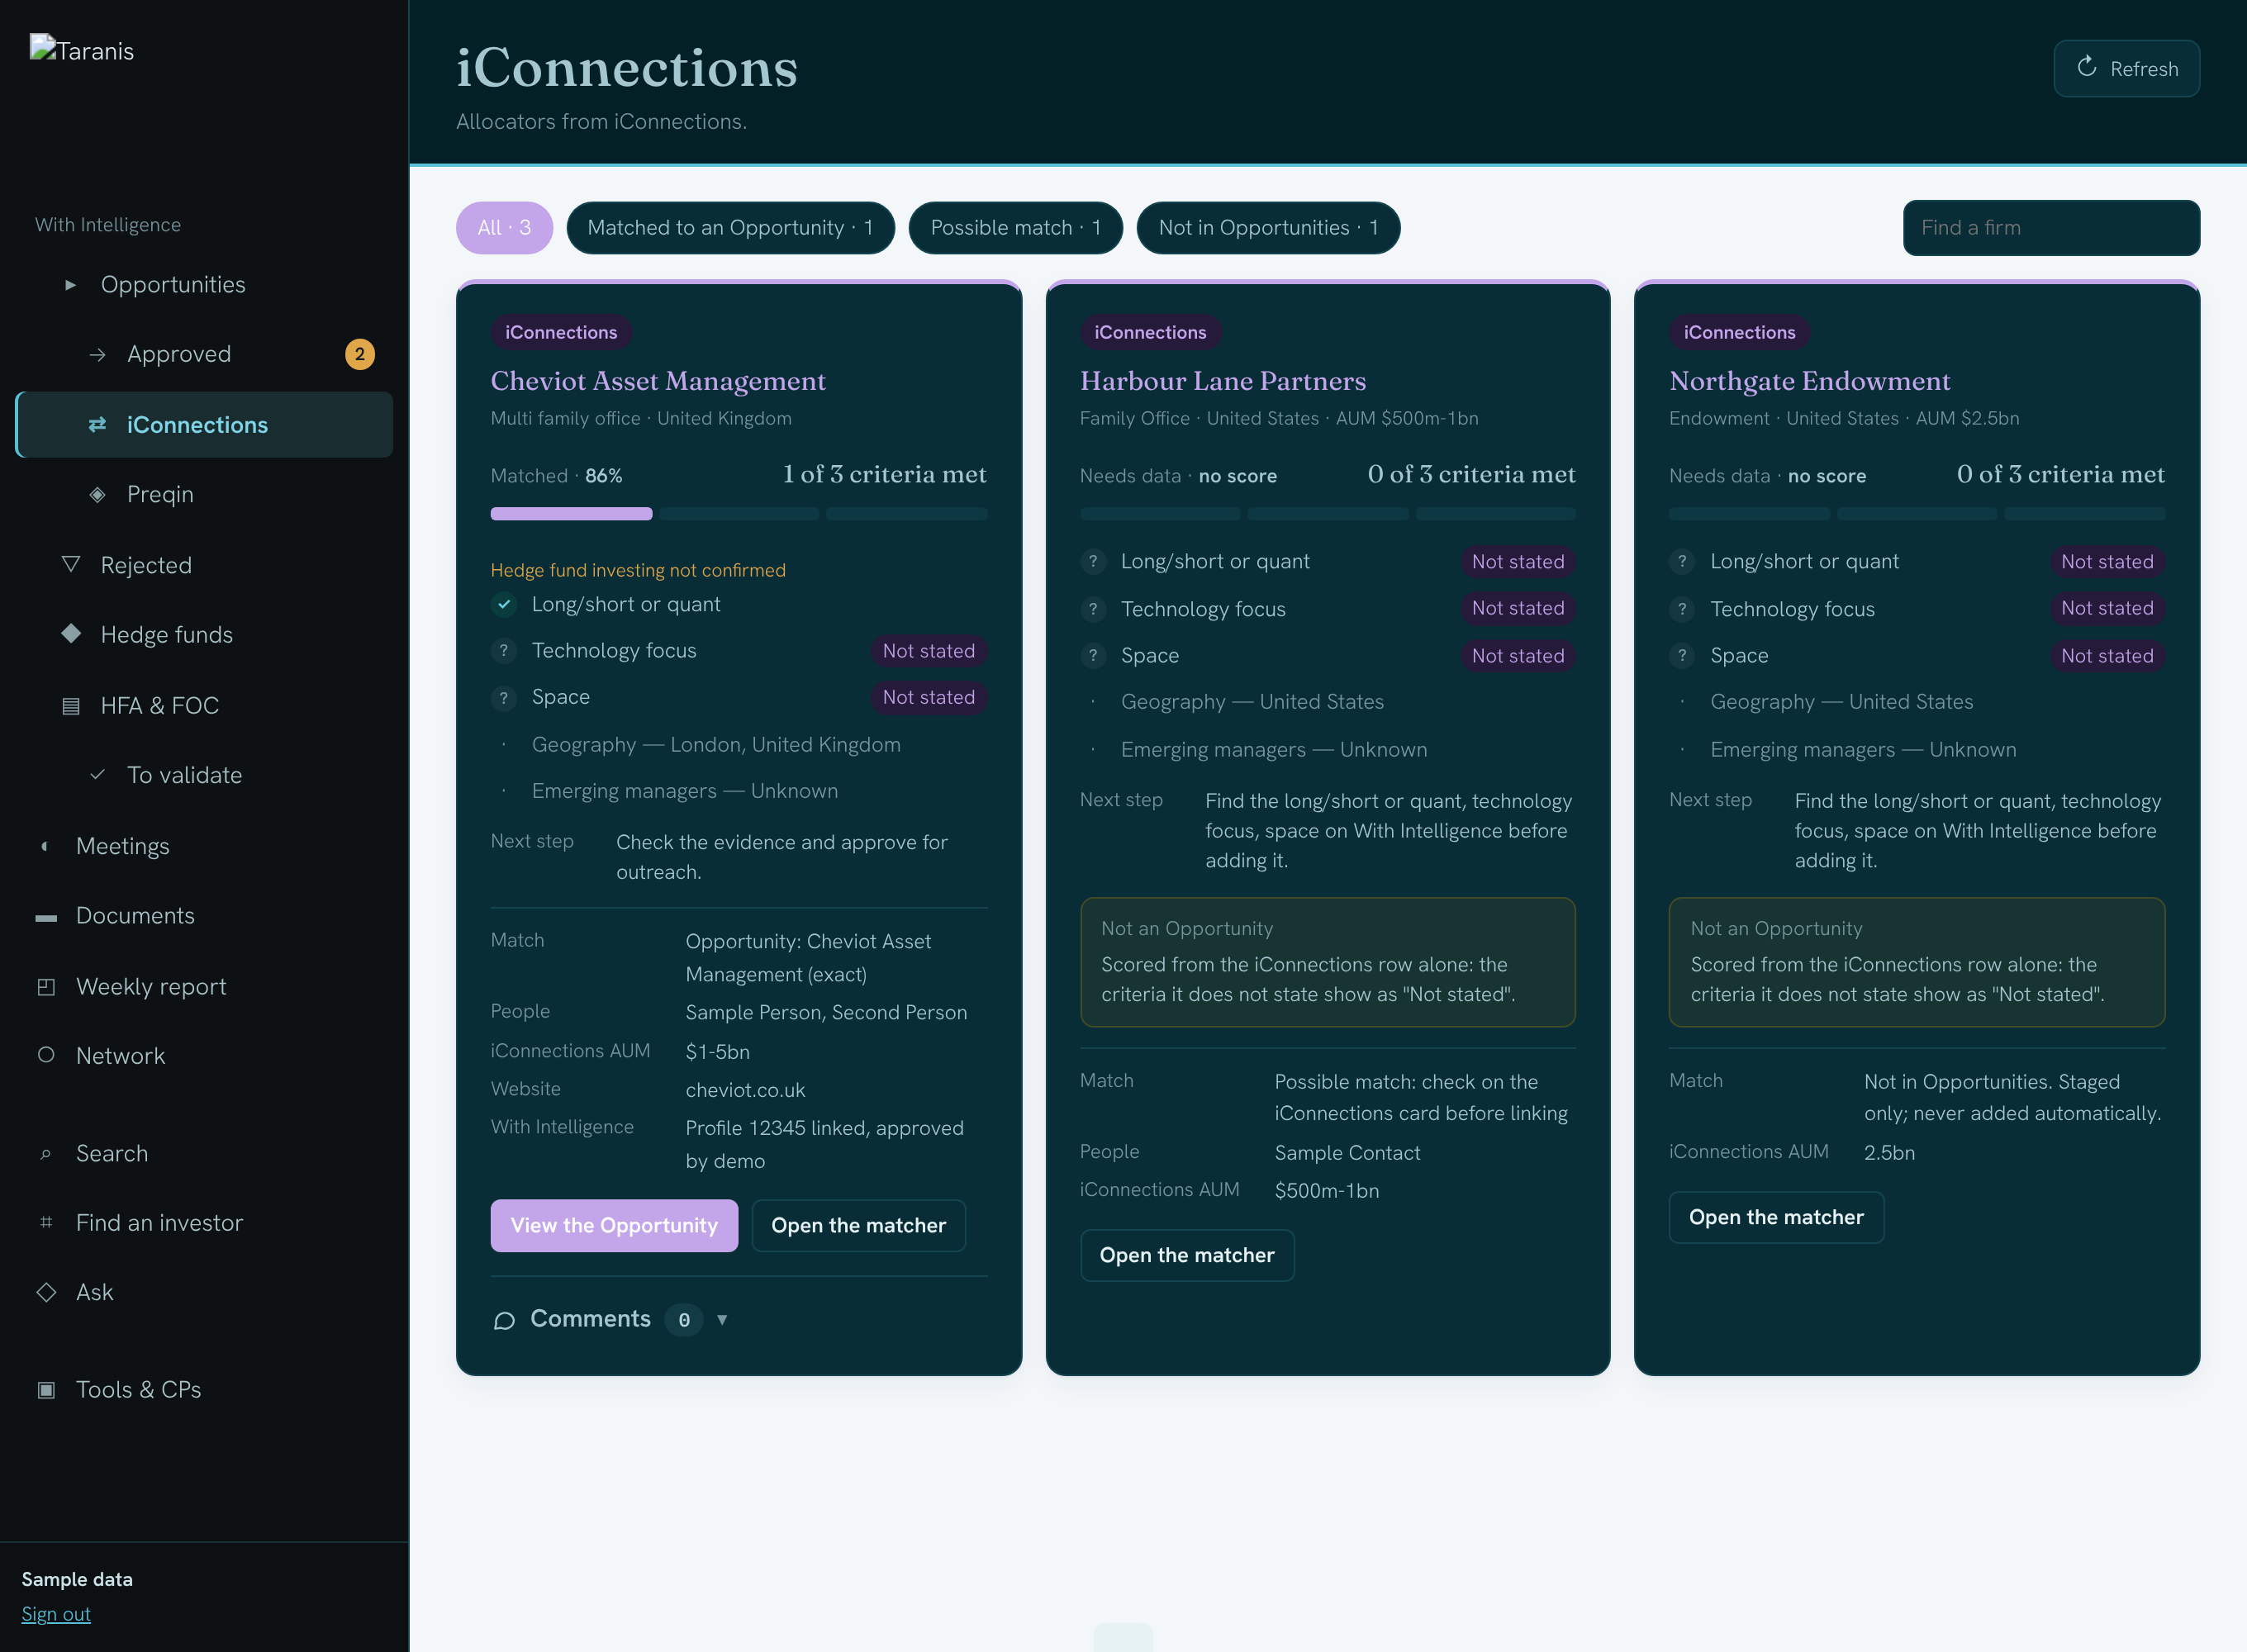 Taranis
With Intelligence
Opportunities
Approved 2
iConnections
Preqin
Rejected
Hedge funds
HFA & FOC
To validate
Meetings
Documents
Weekly report
Network
Search
Find an investor
Ask
Tools & CPs
Sample data
Sign out
iConnections
Allocators from iConnections.
Refresh
All · 3
Matched to an Opportunity · 1
Possible match · 1
Not in Opportunities · 1
Find a firm
iConnections
Cheviot Asset Management
Multi family office · United Kingdom
Matched · 86% 1 of 3 criteria met
Hedge fund investing not confirmed
Long/short or quant
? Technology focus Not stated
? Space Not stated
· Geography — London, United Kingdom
· Emerging managers — Unknown
Next step Check the evidence and approve for
outreach.
Match Opportunity: Cheviot Asset
Management (exact)
People Sample Person, Second Person
iConnections AUM $1-5bn
Website cheviot.co.uk
With Intelligence Profile 12345 linked, approved
by demo
View the Opportunity Open the matcher
Comments 0
iConnections
Harbour Lane Partners
Family Office · United States · AUM $500m-1bn
Needs data · no score 0 of 3 criteria met
? Long/short or quant Not stated
? Technology focus Not stated
? Space Not stated
· Geography — United States
· Emerging managers — Unknown
Next step Find the long/short or quant, technology
focus, space on With Intelligence before
adding it.
Not an Opportunity
Scored from the iConnections row alone: the
criteria it does not state show as "Not stated".
Match Possible match: check on the
iConnections card before linking
People Sample Contact
iConnections AUM $500m-1bn
Open the matcher
iConnections
Northgate Endowment
Endowment · United States · AUM $2.5bn
Needs data · no score 0 of 3 criteria met
? Long/short or quant Not stated
? Technology focus Not stated
? Space Not stated
· Geography — United States
· Emerging managers — Unknown
Next step Find the long/short or quant, technology
focus, space on With Intelligence before
adding it.
Not an Opportunity
Scored from the iConnections row alone: the
criteria it does not state show as "Not stated".
Match Not in Opportunities. Staged
only; never added automatically.
iConnections AUM 2.5bn
Open the matcher